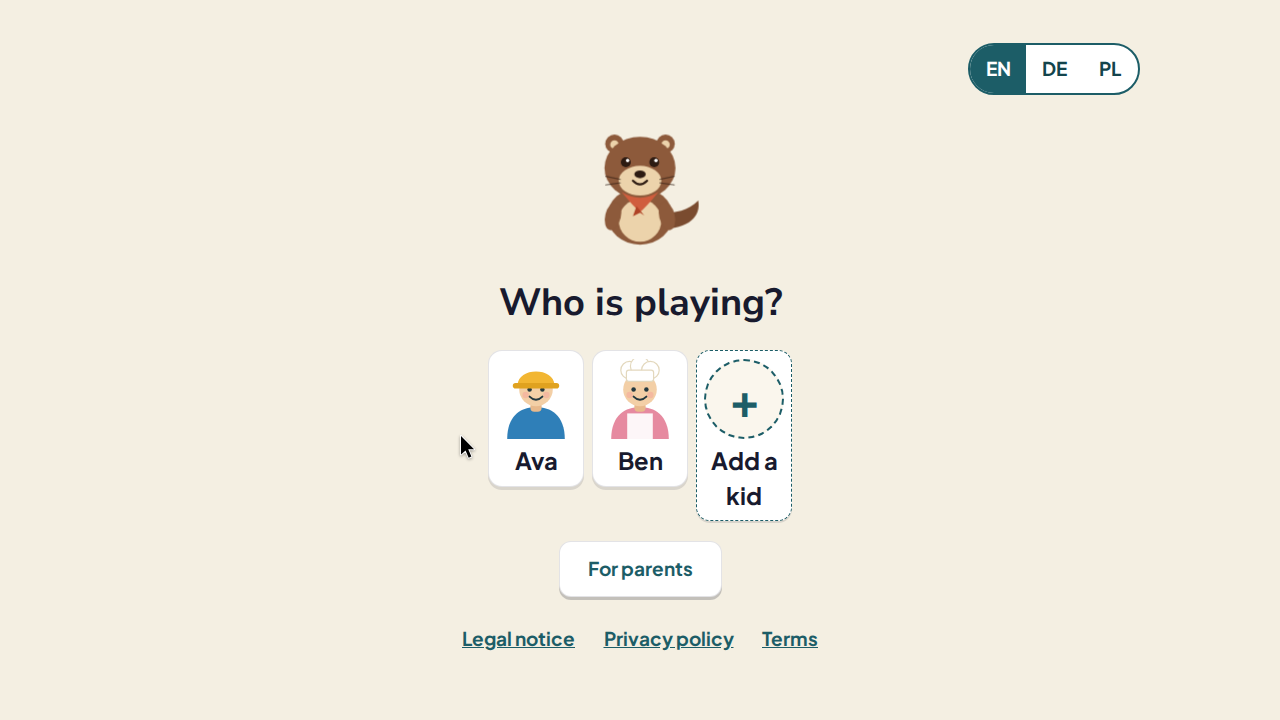 EN DE PL
Who is playing?
Ava
Ben
+
Add a
kid
For parents
Legal notice Privacy policy Terms